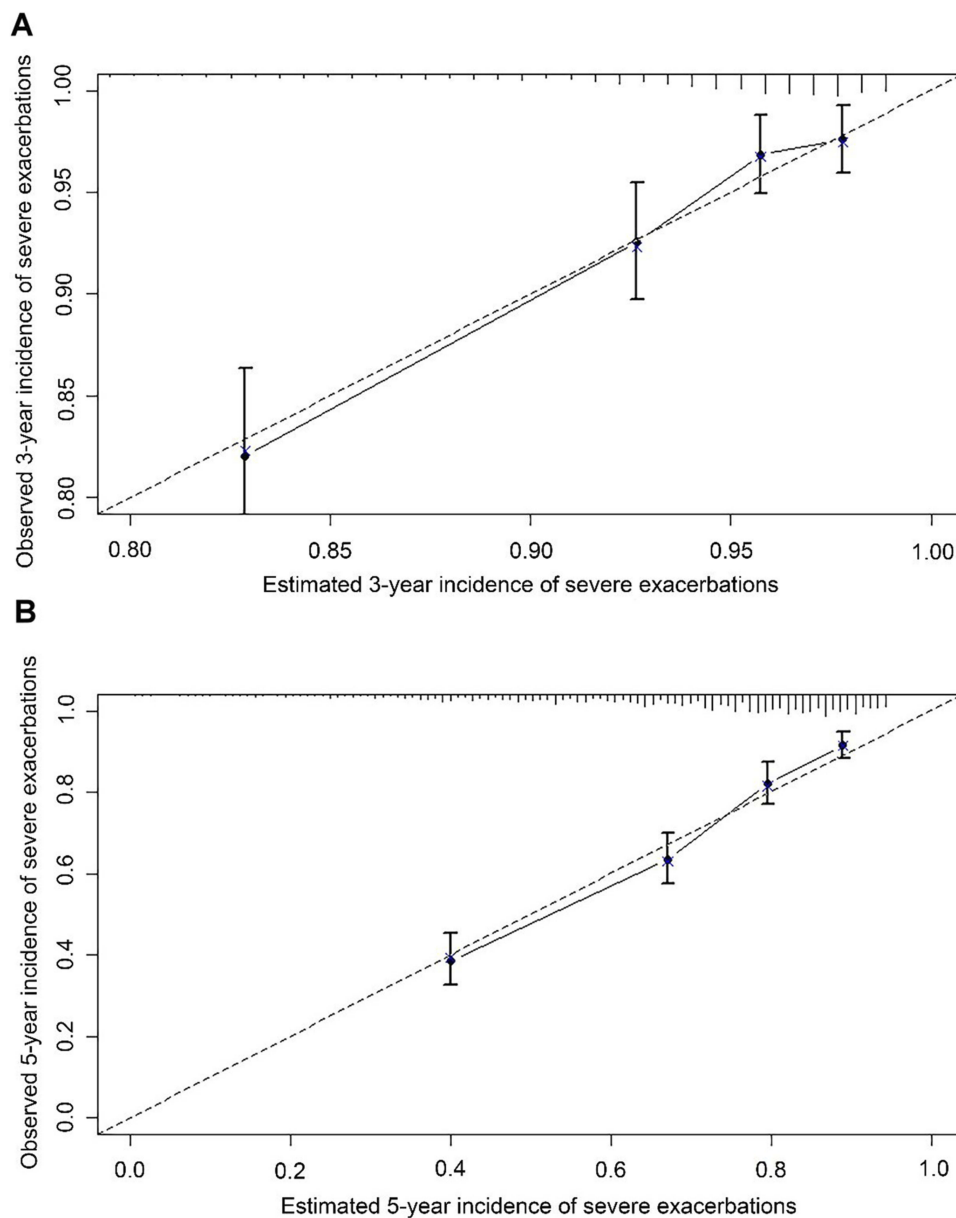 A
Observed 3-year incidence of severe exacerbations
1.00
0.95
0.90
0.85
0.80
0.80 0.85 0.90 0.95 1.00
Estimated 3-year incidence of severe exacerbations
B
Observed 5-year incidence of severe exacerbations
1.0
0.8
0.6
0.4
0.2
0.0
0.0 0.2 0.4 0.6 0.8 1.0
Estimated 5-year incidence of severe exacerbations